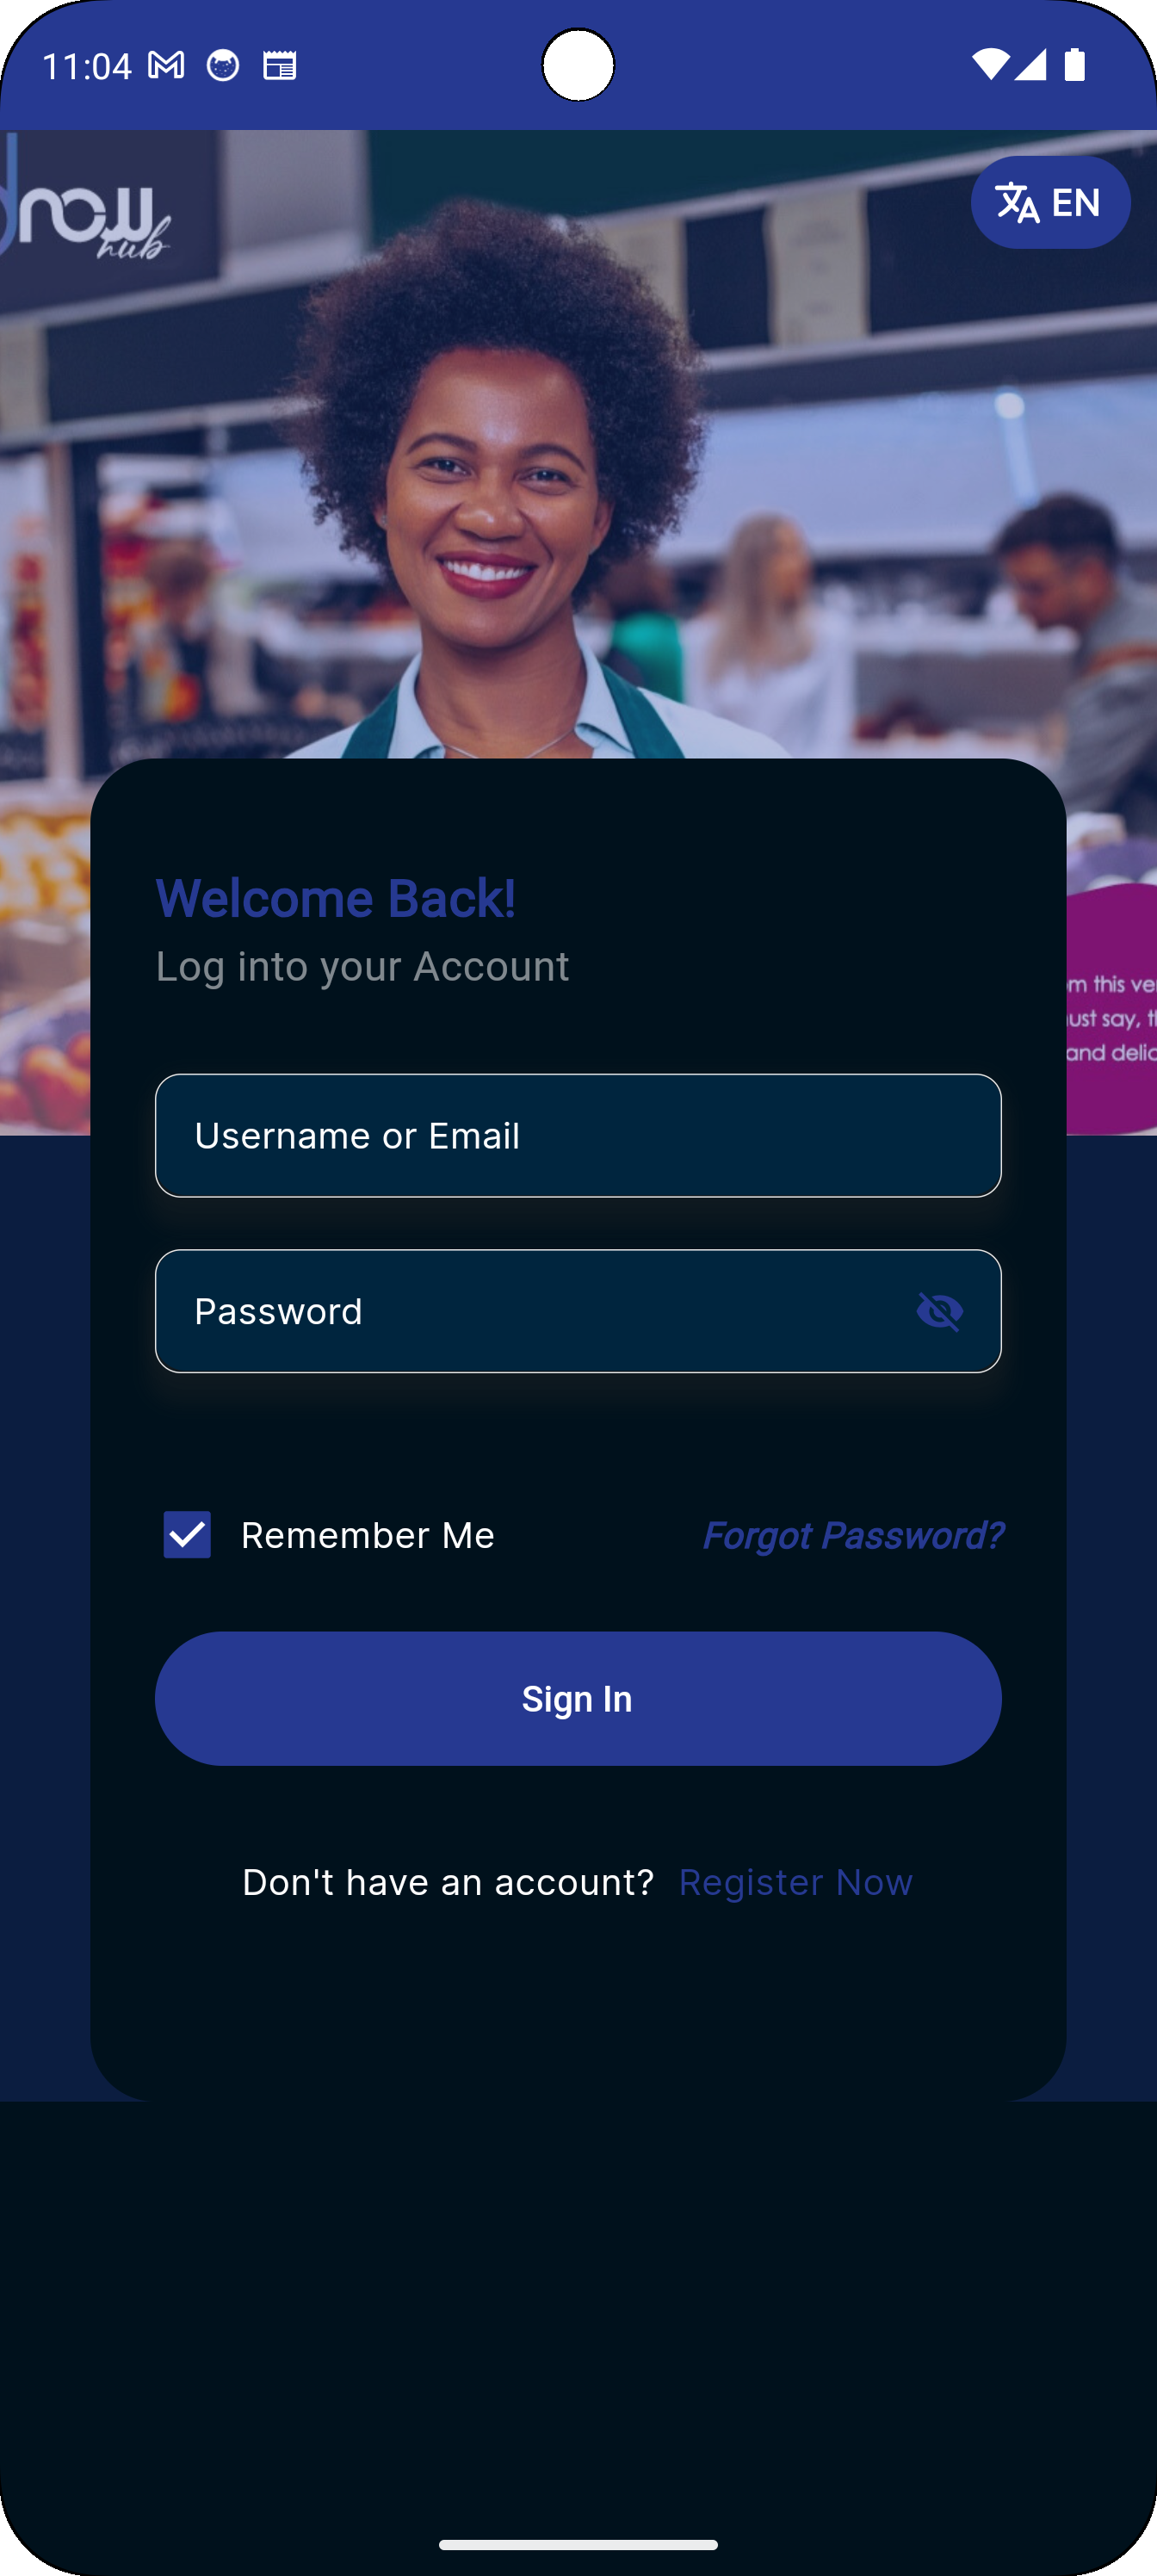 11:04
now
hub
EN
Welcome Back!
Log into your Account
m this ve
ust say, t
and delic
Username or Email
Password
Remember Me
Forgot Password?
Sign In
Don't have an account? Register Now